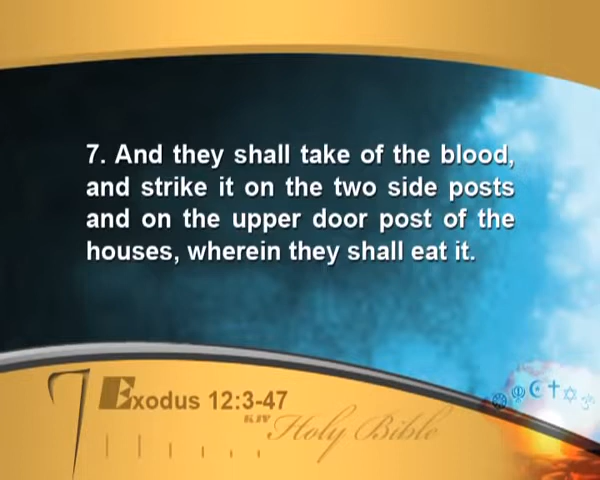 7. And they shall take of the blood,
and strike it on the two side posts
and on the upper door post of the
houses, wherein they shall eat it.
Exodus 12:3-47
KJV
Holy Bible